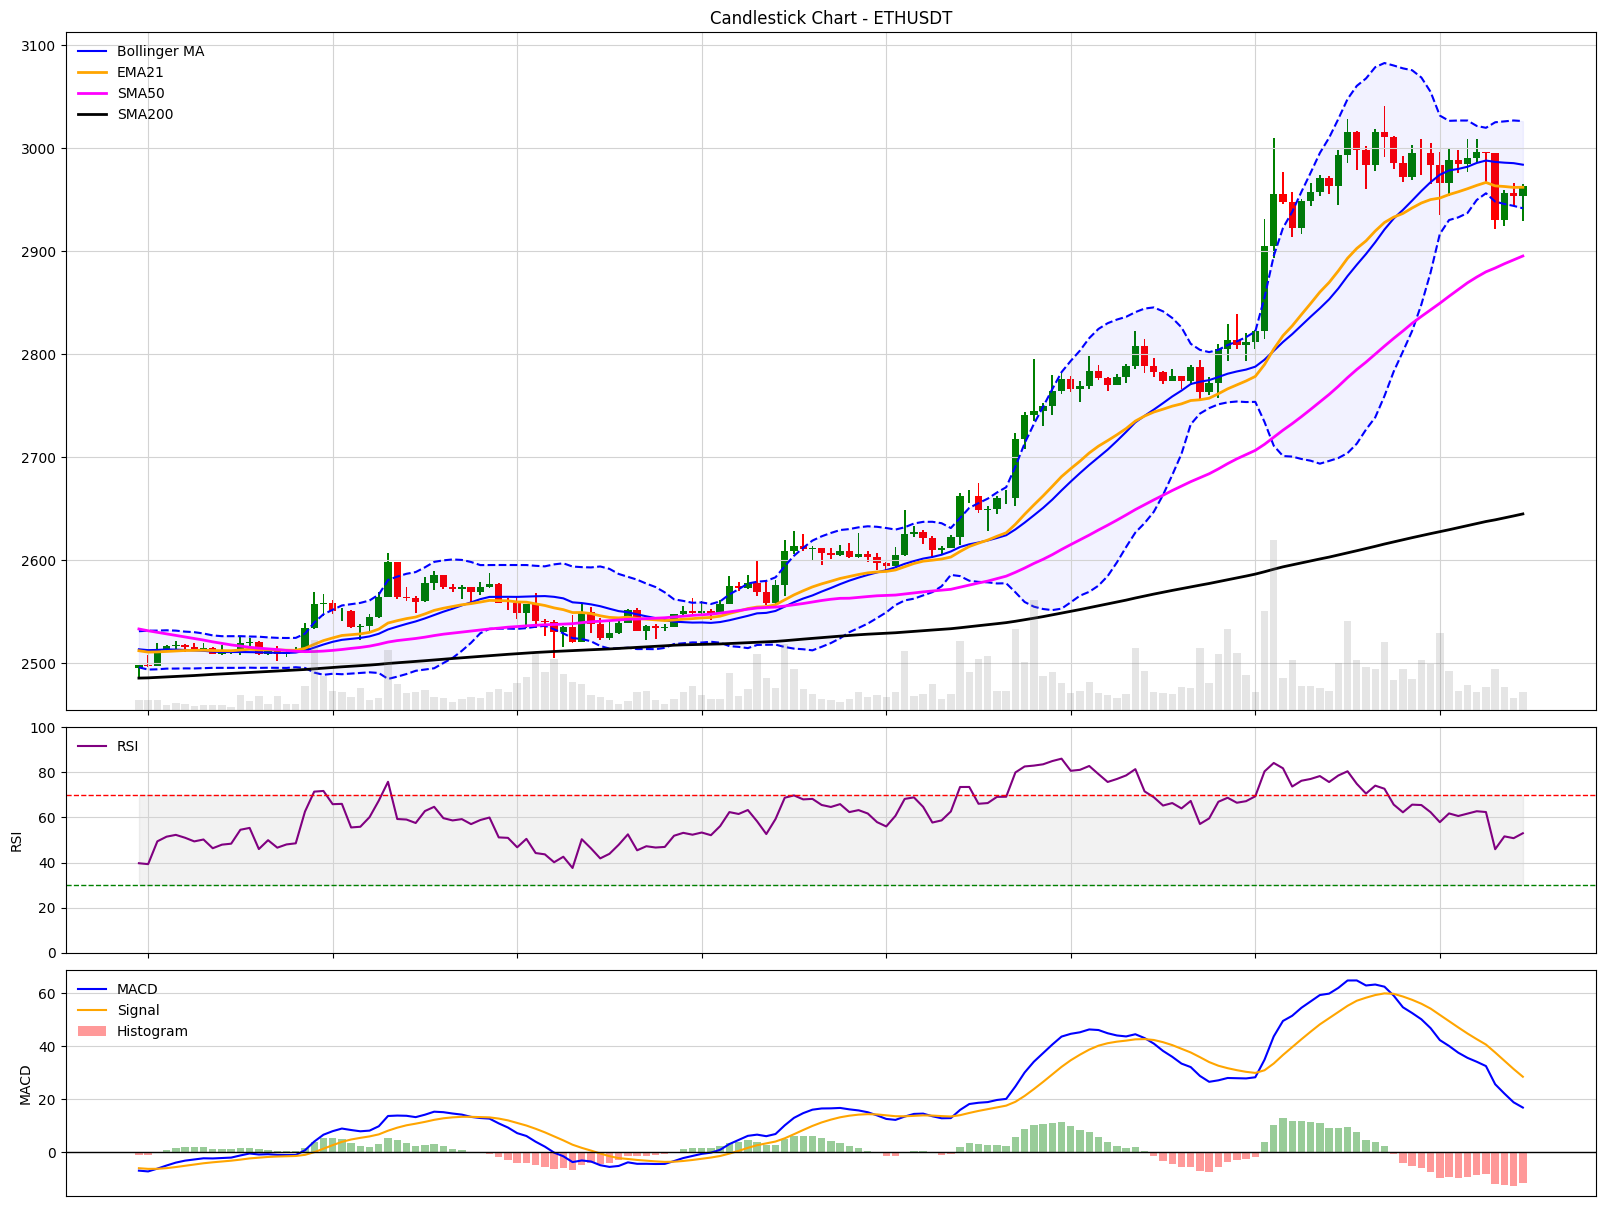 Candlestick Chart - ETHUSDT
Bollinger MA
EMA21
SMA50
SMA200
3100
3000
2900
2800
2700
2600
2500
RSI
RSI
100
80
60
40
20
0
MACD
Signal
Histogram
MACD
60
40
20
0